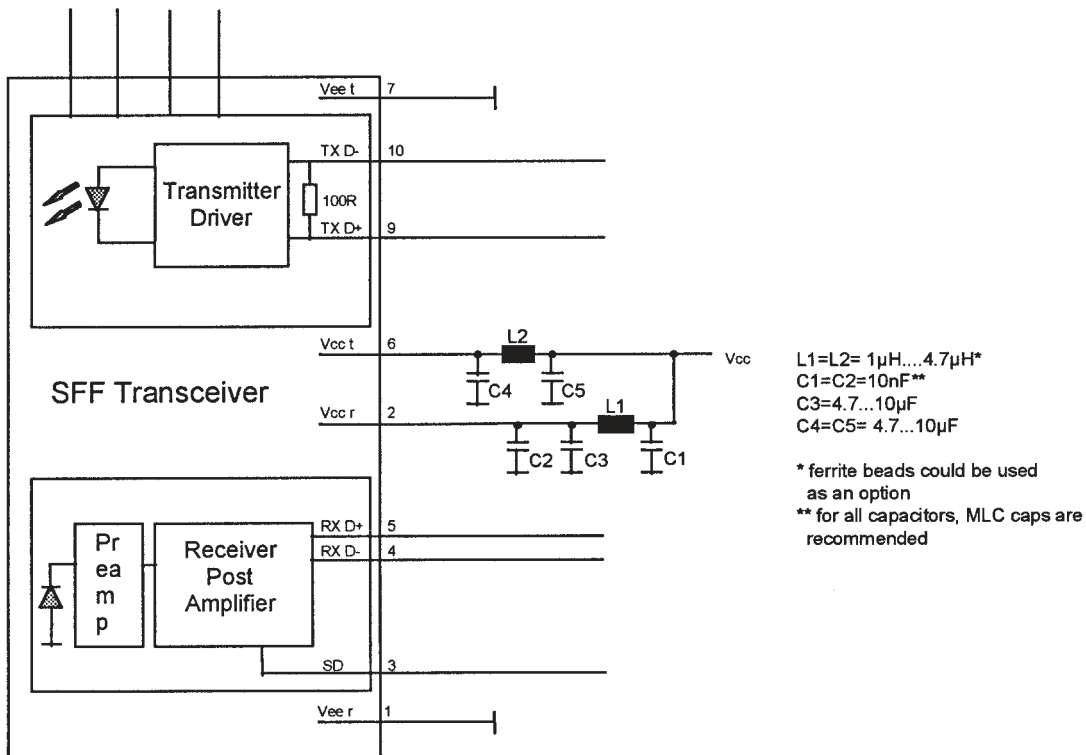 Vee t 7
TX D- 10
Transmitter
Driver
100R
TX D+ 9
Vcc t 6
L2
Vcc
C4
C5
SFF Transceiver
Vcc r 2
L1
C2
C3
C1
L1=L2= 1µH....4.7µH*
C1=C2=10nF**
C3=4.7...10µF
C4=C5= 4.7...10µF
* ferrite beads could be used
as an option
** for all capacitors, MLC caps are
recommended
RX D+ 5
RX D- 4
Pr
ea
m
p
Receiver
Post
Amplifier
SD 3
Vee r 1